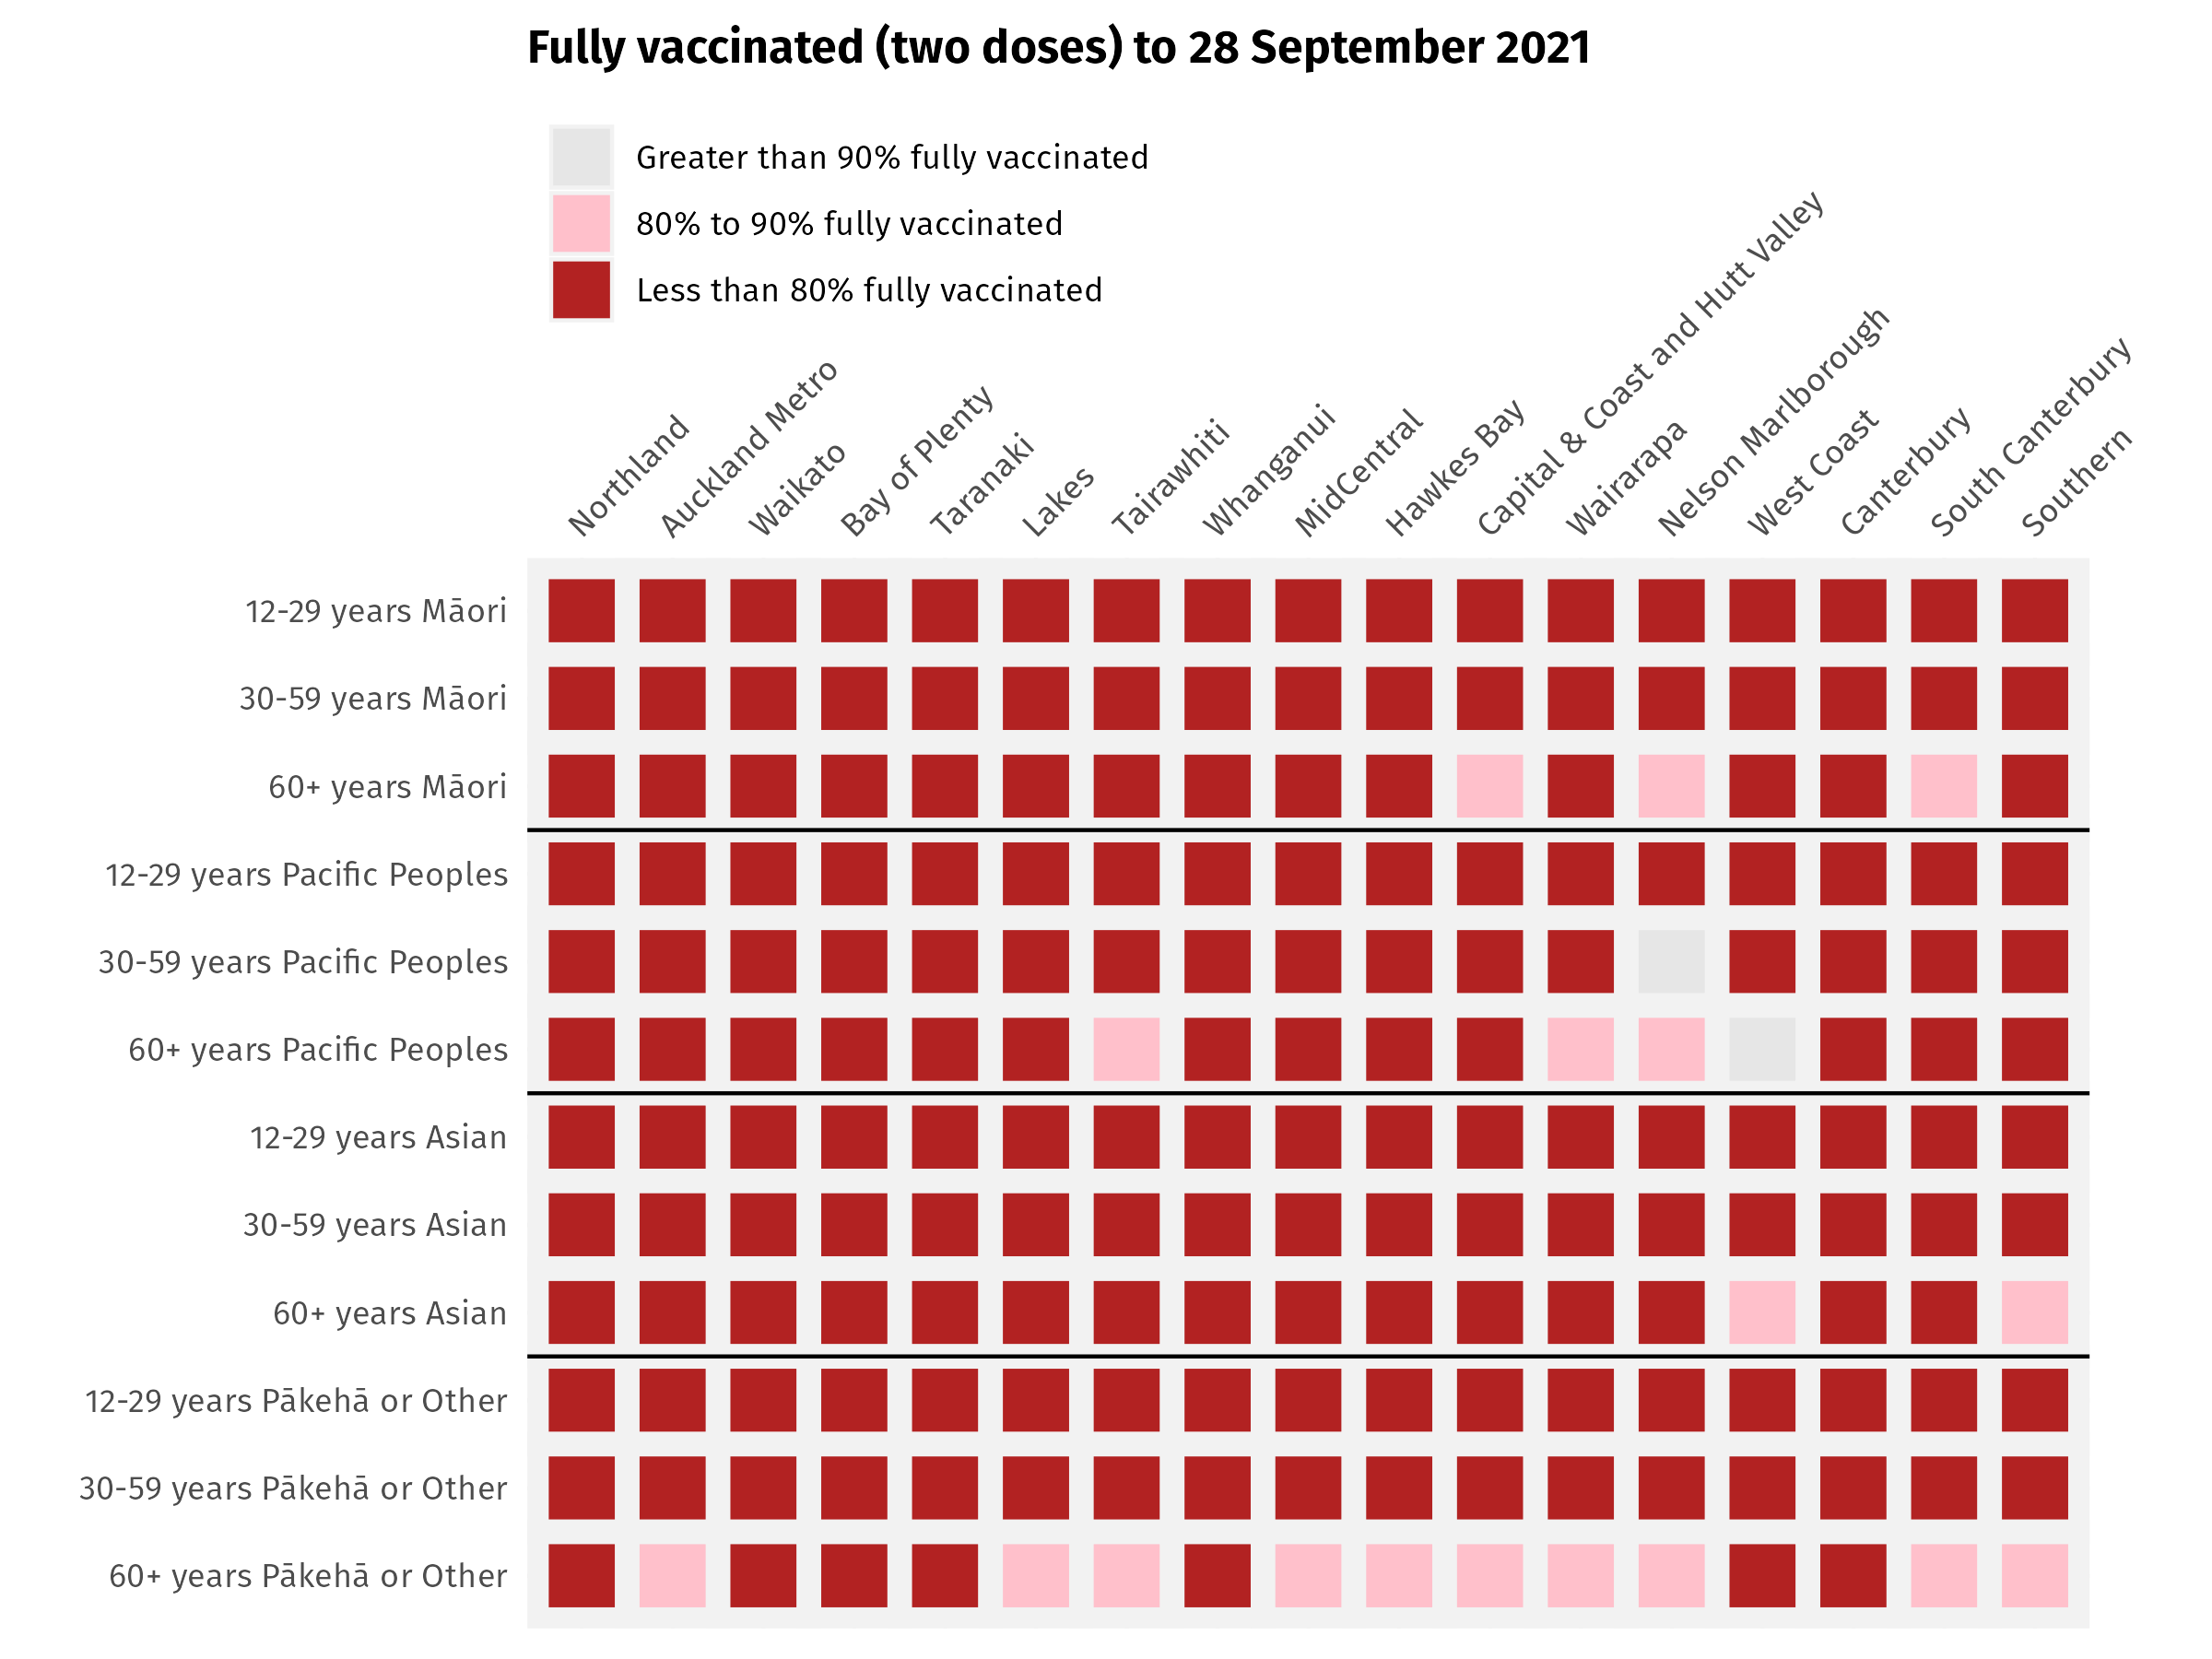 Fully vaccinated (two doses) to 28 September 2021
Greater than 90% fully vaccinated
80% to 90% fully vaccinated
Less than 80% fully vaccinated
Northland
Auckland Metro
Waikato
Bay of Plenty
Taranaki
Lakes
Tairawhiti
Whanganui
MidCentral
Hawkes Bay
Capital & Coast and Hutt Valley
Wairarapa
Nelson Marlborough
West Coast
Canterbury
South Canterbury
Southern
12-29 years Māori
30-59 years Māori
60+ years Māori
12-29 years Pacific Peoples
30-59 years Pacific Peoples
60+ years Pacific Peoples
12-29 years Asian
30-59 years Asian
60+ years Asian
12-29 years Pākehā or Other
30-59 years Pākehā or Other
60+ years Pākehā or Other